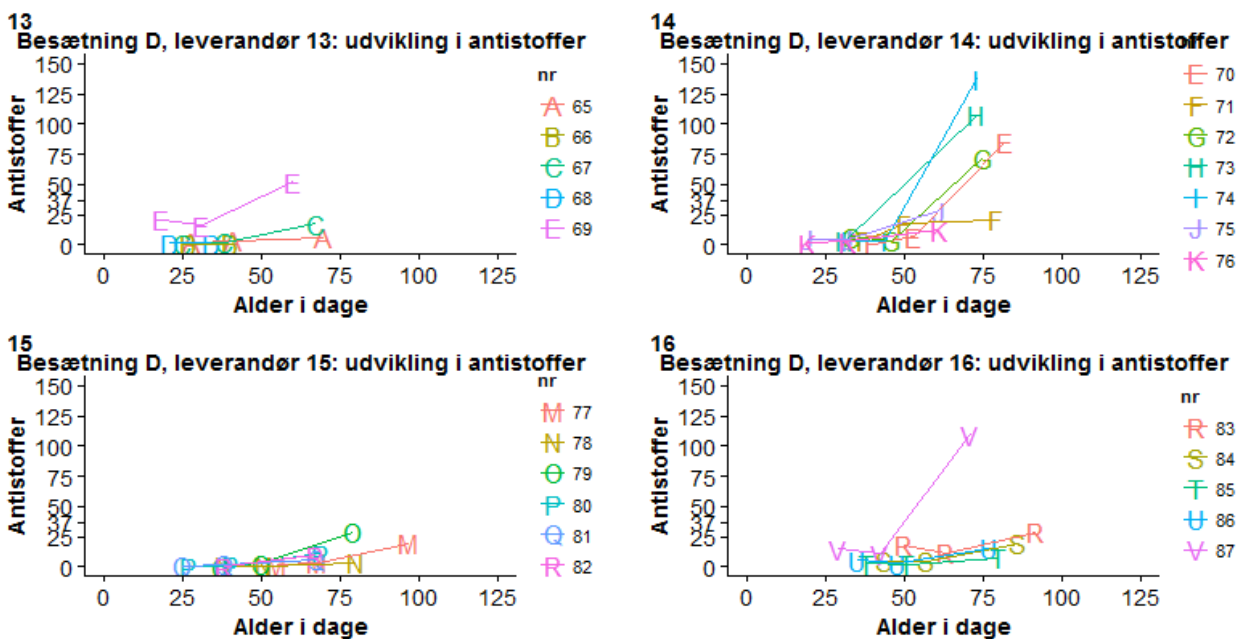 13
Besætning D, leverandør 13: udvikling i antistoffer
Antistoffer
150
125
100
75
50
37
25
0
0 25 50 75 100 125
Alder i dage
nr
A 65
B 66
C 67
D 68
E 69
14
Besætning D, leverandør 14: udvikling i antistoffer
Antistoffer
150
125
100
75
50
37
25
0
0 25 50 75 100 125
Alder i dage
nr
E 70
F 71
G 72
H 73
I 74
J 75
K 76
15
Besætning D, leverandør 15: udvikling i antistoffer
Antistoffer
150
125
100
75
50
37
25
0
0 25 50 75 100 125
Alder i dage
nr
M 77
N 78
O 79
P 80
Q 81
R 82
16
Besætning D, leverandør 16: udvikling i antistoffer
Antistoffer
150
125
100
75
50
37
25
0
0 25 50 75 100 125
Alder i dage
nr
R 83
S 84
T 85
U 86
V 87